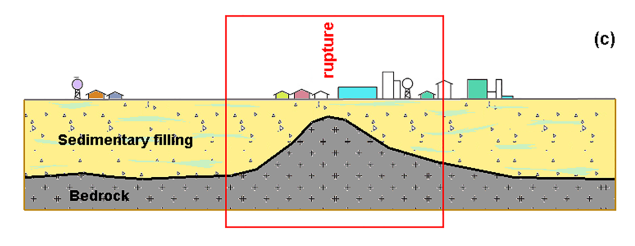 rupture
(c)
Sedimentary filling
Bedrock